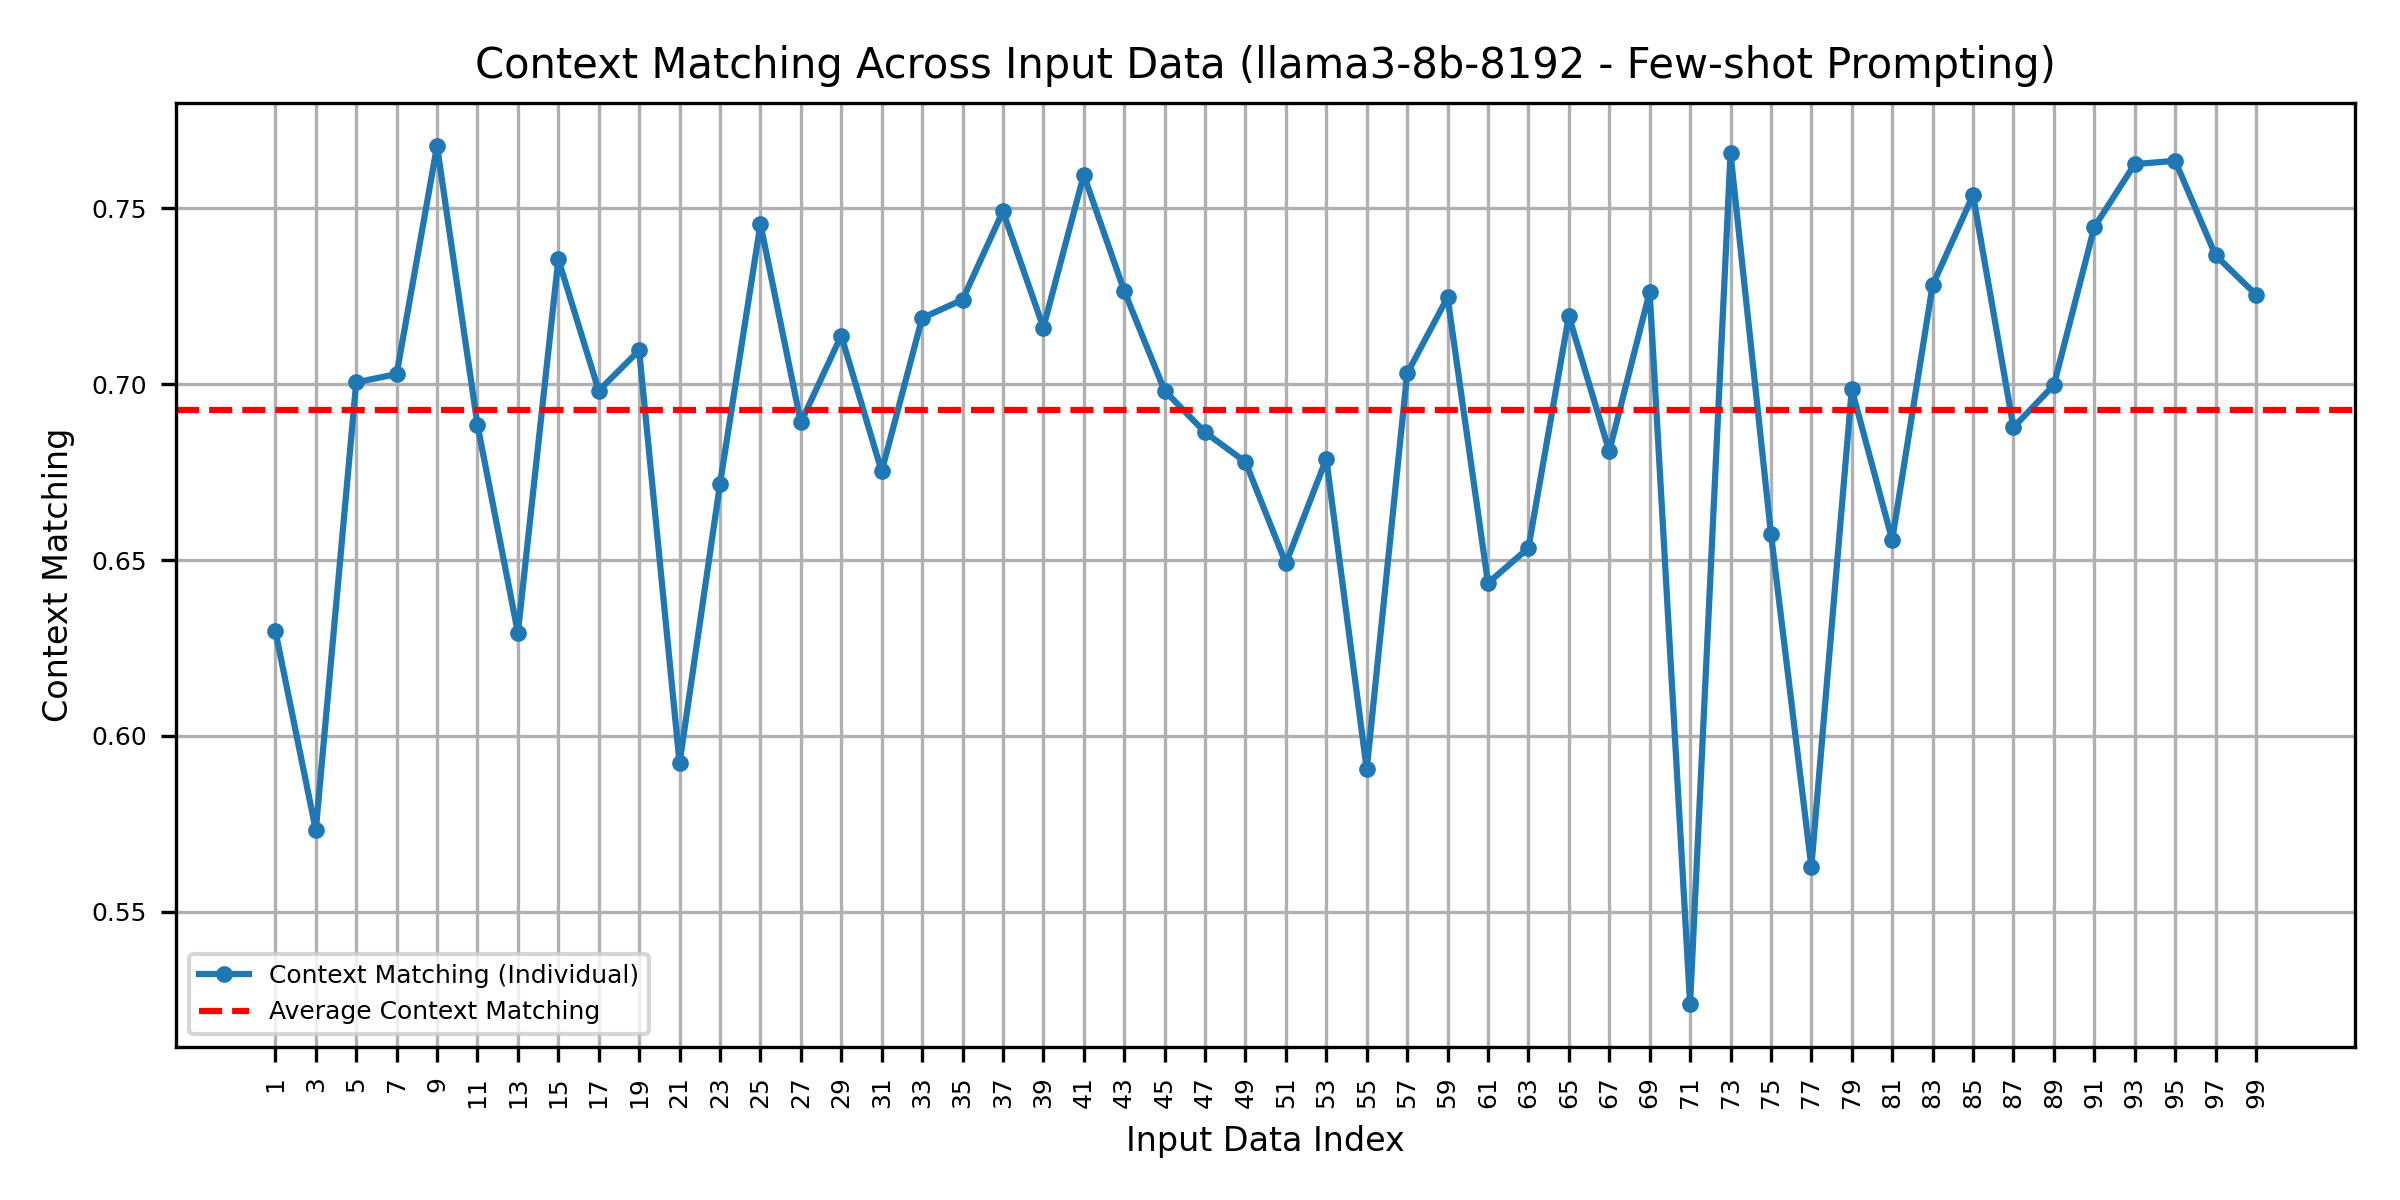 Context Matching Across Input Data (llama3-8b-8192 - Few-shot Prompting)
Context Matching
0.75
0.70
0.65
0.60
0.55
Context Matching (Individual)
Average Context Matching
1 3 5 7 9 11 13 15 17 19 21 23 25 27 29 31 33 35 37 39 41 43 45 47 49 51 53 55 57 59 61 63 65 67 69 71 73 75 77 79 81 83 85 87 89 91 93 95 97 99
Input Data Index